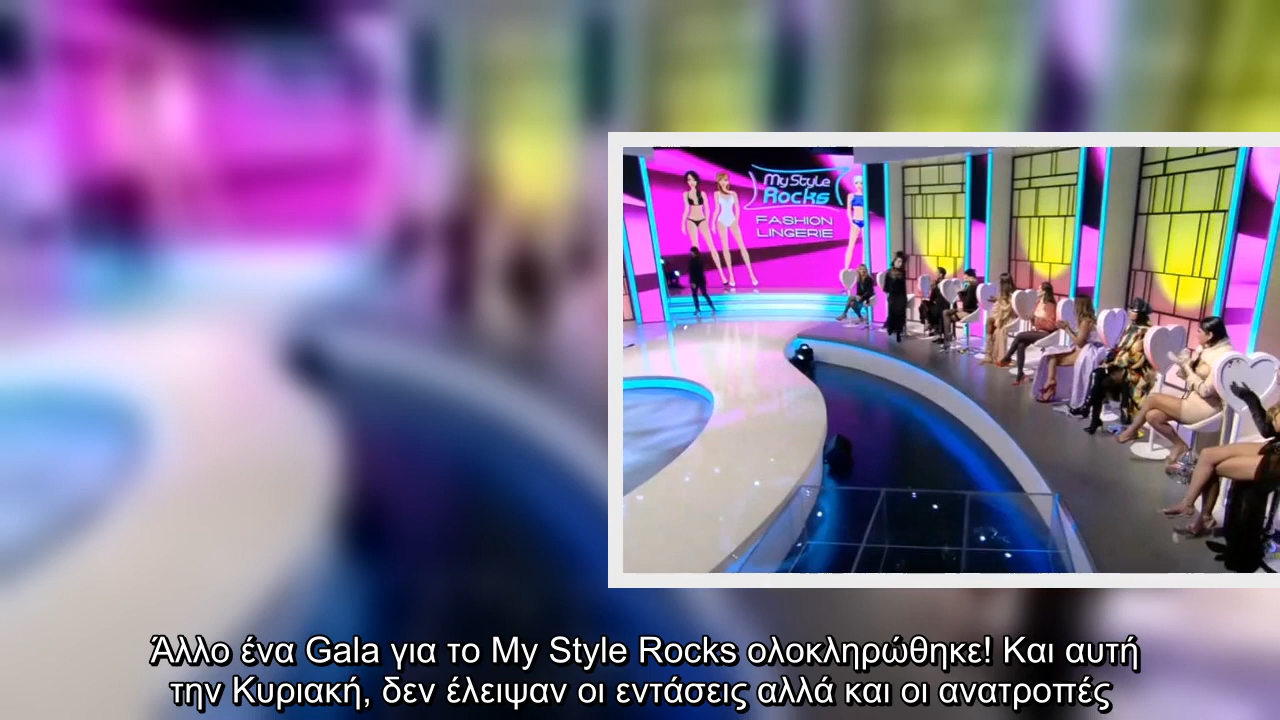 My Style
Rocks
FASHION
LINGERIE
Άλλο ένα Gala για το My Style Rocks ολοκληρώθηκε! Και αυτή
την Κυριακή, δεν έλειψαν οι εντάσεις αλλά και οι ανατροπές